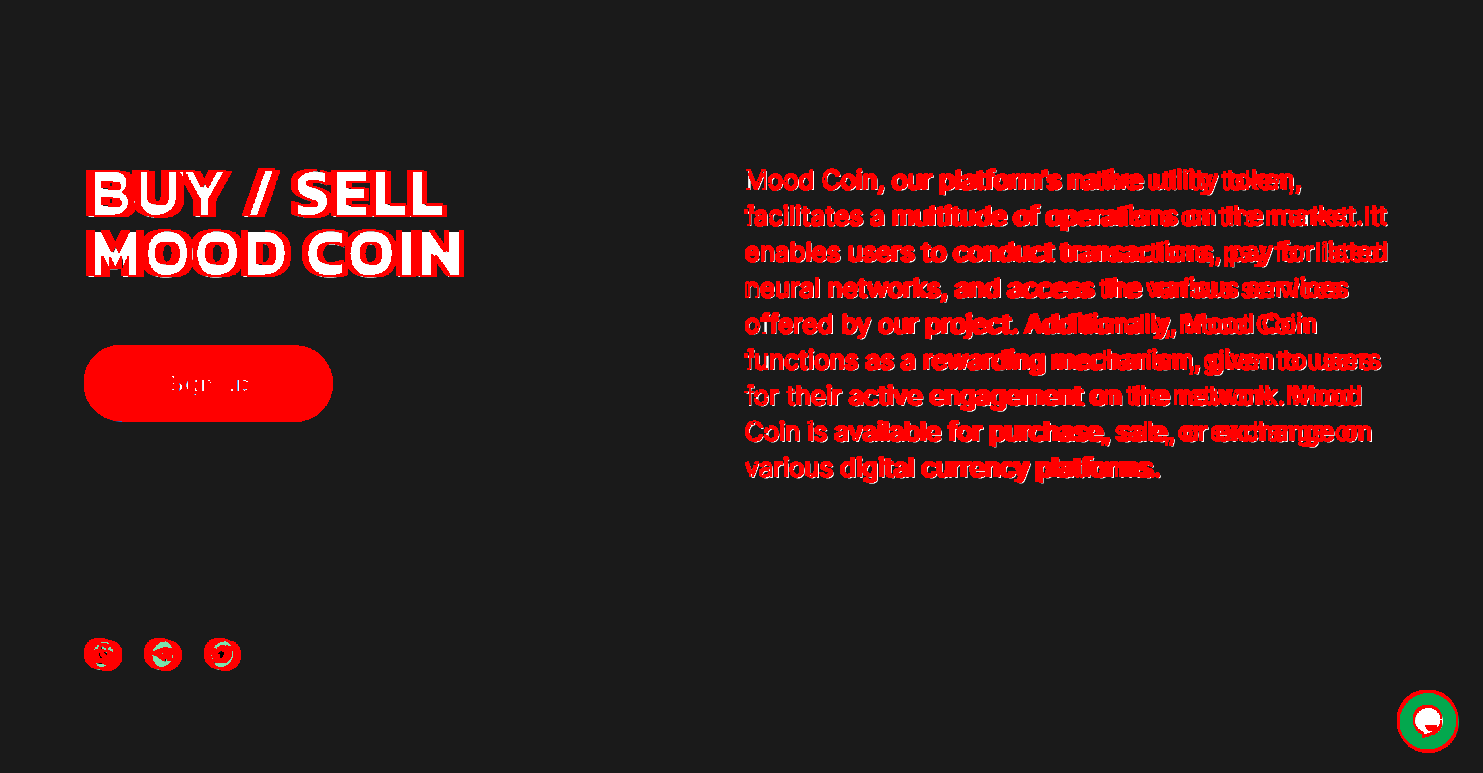 BUY / SELL
MOOD COIN
Mood Coin, our platform's native utility token,
facilitates a multitude of operations on the market. It
enables users to conduct transactions, pay for listed
neural networks, and access the various services
offered by our project. Additionally, Mood Coin
functions as a rewarding mechanism, given to users
for their active engagement on the network. Mood
Coin is available for purchase, sale, or exchange on
various digital currency platforms.